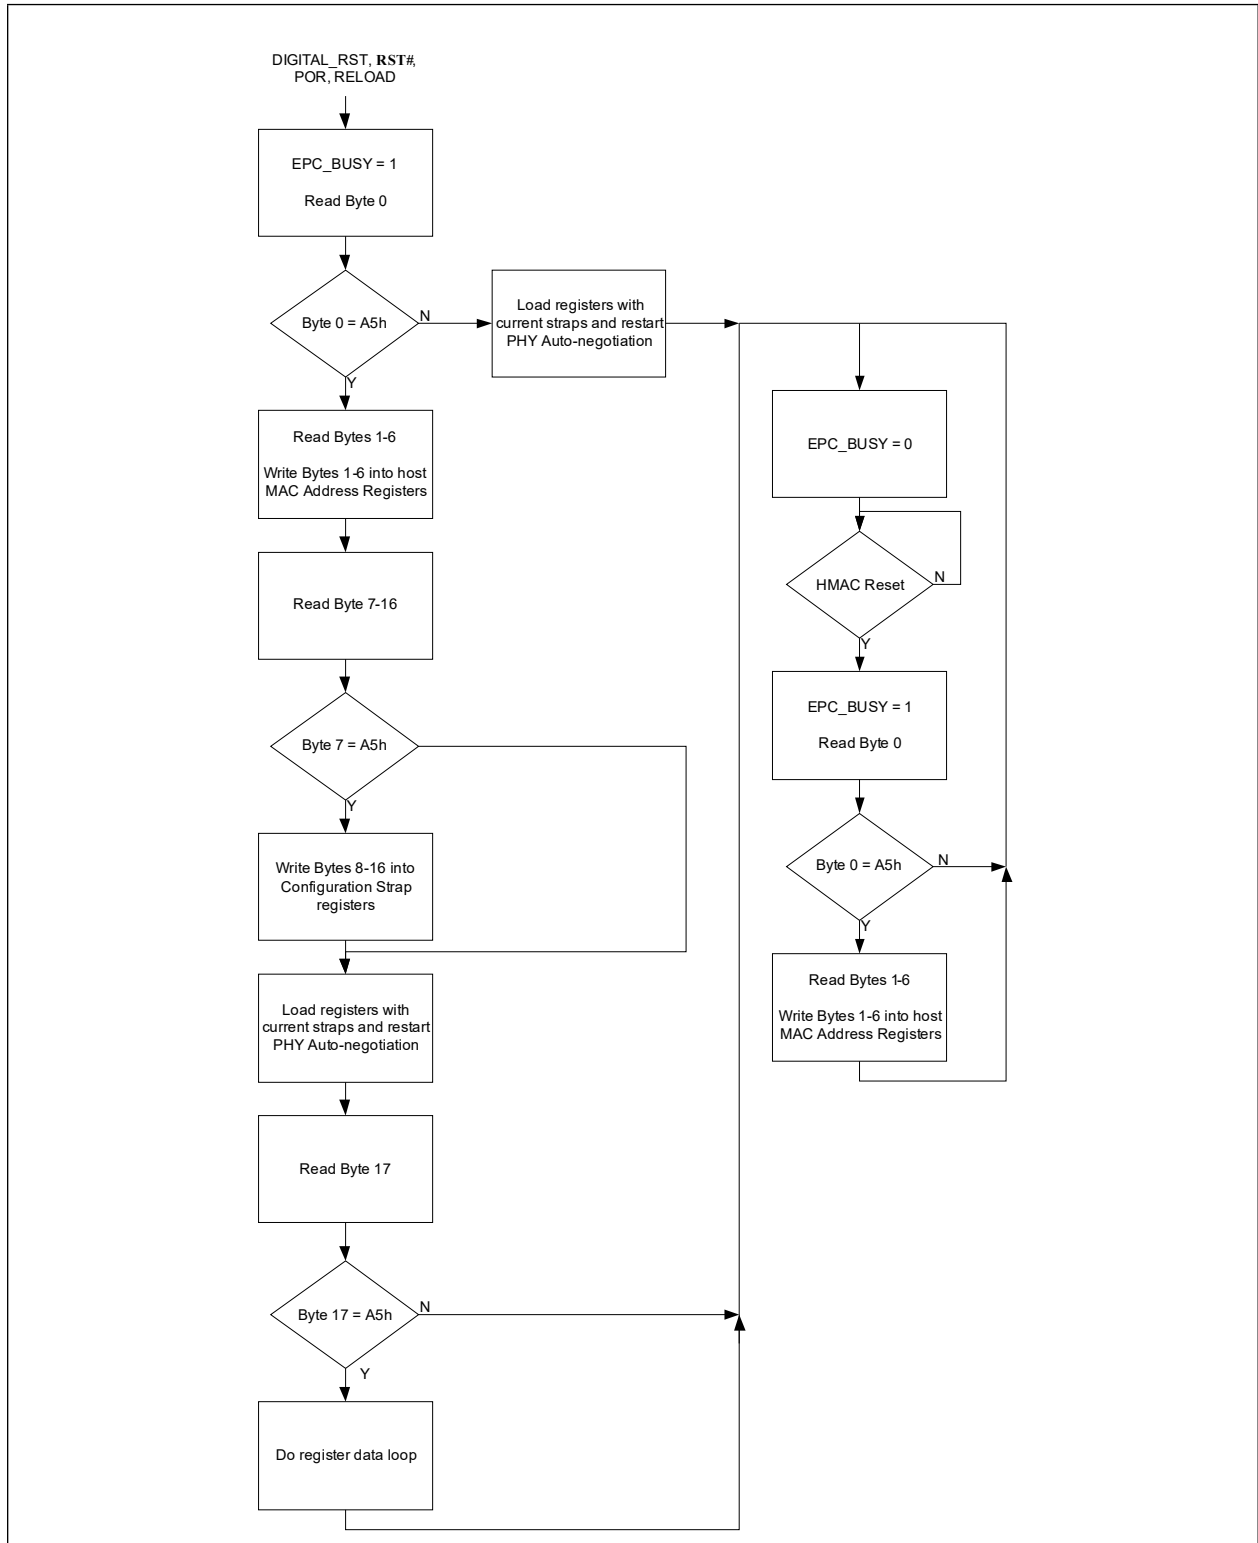 DIGITAL_RST, RST#,
POR, RELOAD
EPC_BUSY = 1
Read Byte 0
Byte 0 = A5h
N
Y
Load registers with
current straps and restart
PHY Auto-negotiation
Read Bytes 1-6
Write Bytes 1-6 into host
MAC Address Registers
Read Byte 7-16
Byte 7 = A5h
Y
Write Bytes 8-16 into
Configuration Strap
registers
Load registers with
current straps and restart
PHY Auto-negotiation
Read Byte 17
Byte 17 = A5h
N
Y
Do register data loop
EPC_BUSY = 0
HMAC Reset
N
Y
EPC_BUSY = 1
Read Byte 0
Byte 0 = A5h
N
Y
Read Bytes 1-6
Write Bytes 1-6 into host
MAC Address Registers